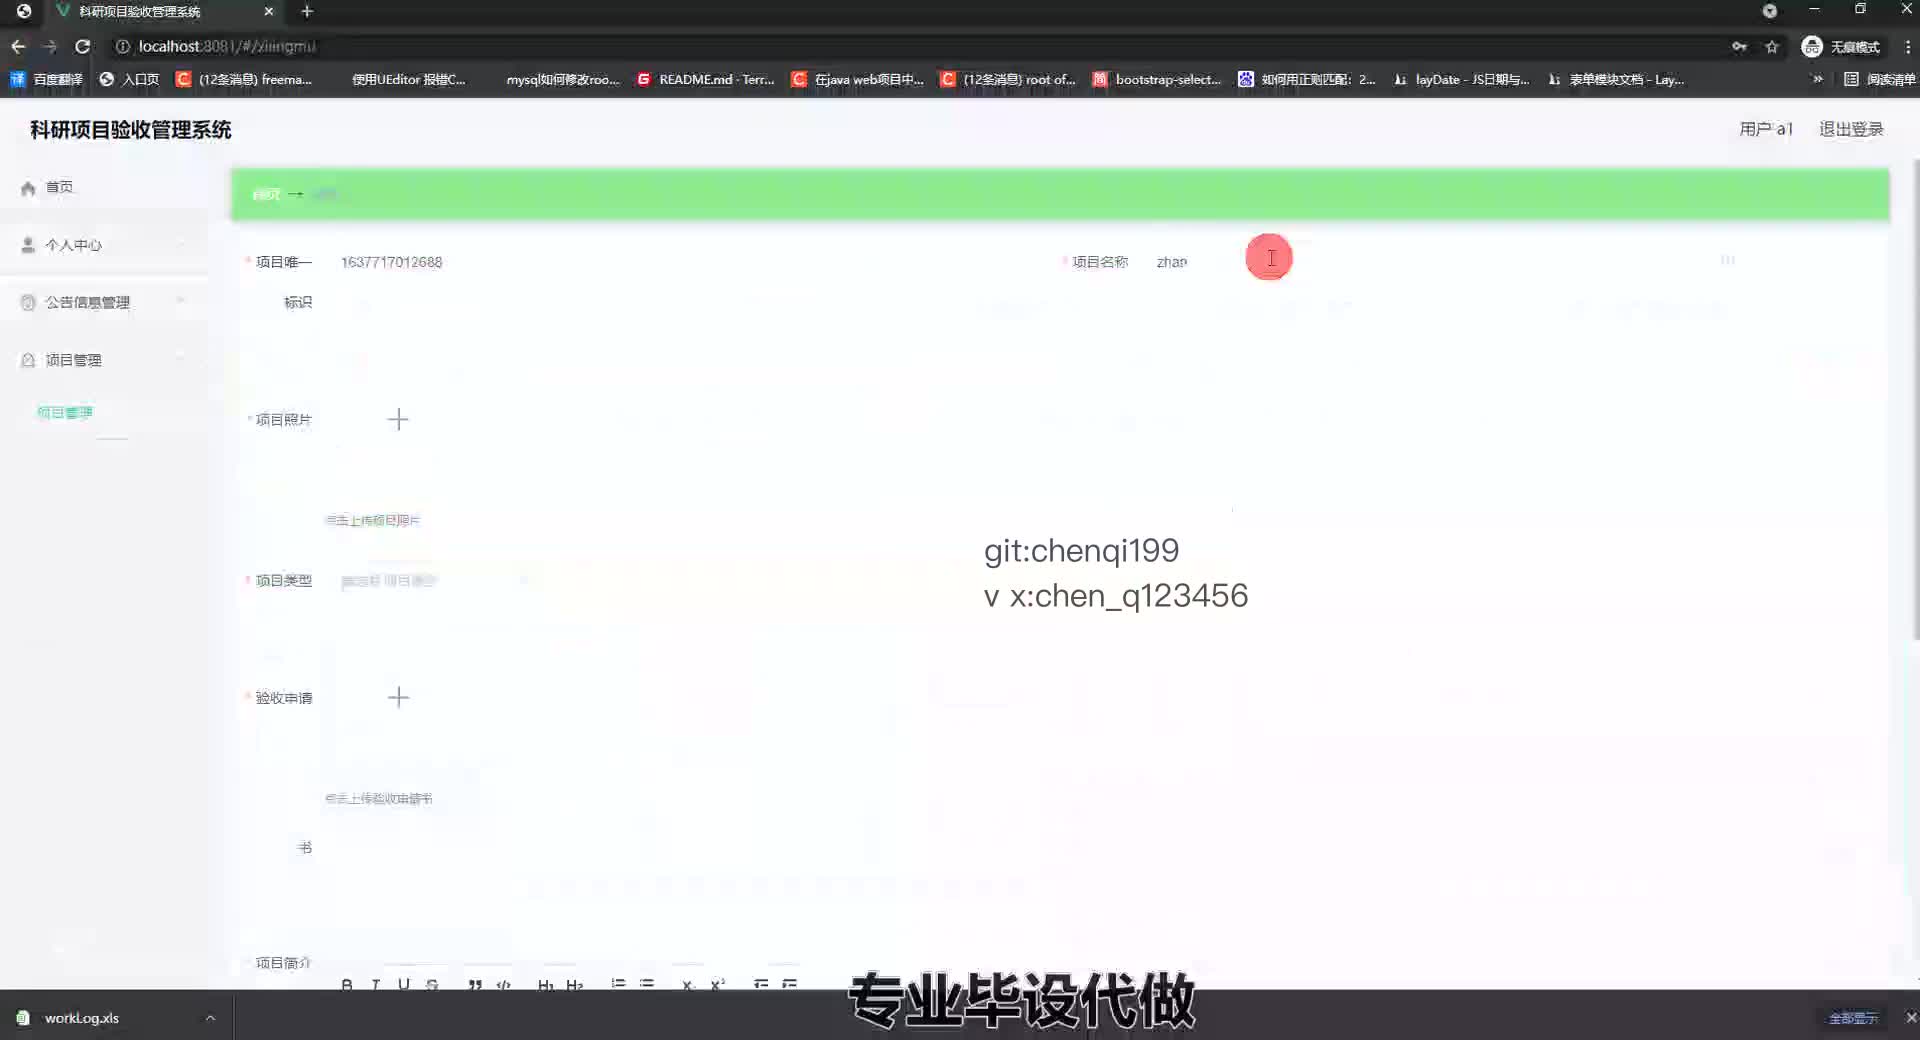 科研项目验收管理系统
localhost:8081/#/xiangmu
无痕模式
百度翻译
入口页
(12条消息) freema...
使用UEditor 报错C...
mysql如何修改roo...
README.md · Terr...
在java web项目中...
(12条消息) root of...
bootstrap-select...
如何用正则匹配：2...
layDate - JS日期与...
表单模块文档 - Lay...
»
阅读清单
科研项目验收管理系统
用户 a1
退出登录
首页
个人中心
公告信息管理
项目管理
项目管理
首页 →
* 项目唯一标识
1637717012688
* 项目名称
zhan
* 项目照片
点击上传项目照片
git:chenqi199
v x:chen_q123456
* 项目类型
请选择项目类型
* 验收申请书
点击上传验收申请书
项目简介
B I U S ” </> H₁ H₂ X₂ X²
专业毕设代做
workLog.xls
全部显示